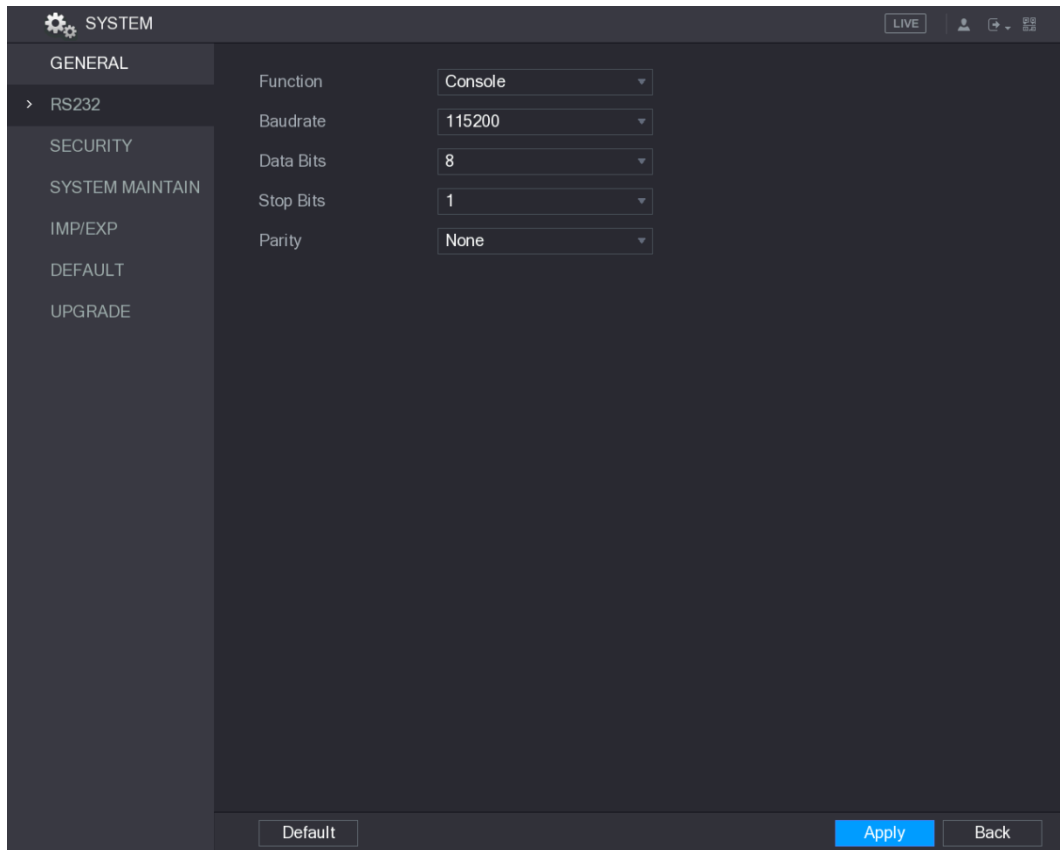 SYSTEM
LIVE
GENERAL
RS232
SECURITY
SYSTEM MAINTAIN
IMP/EXP
DEFAULT
UPGRADE
Function Console
Baudrate 115200
Data Bits 8
Stop Bits 1
Parity None
Default Apply Back